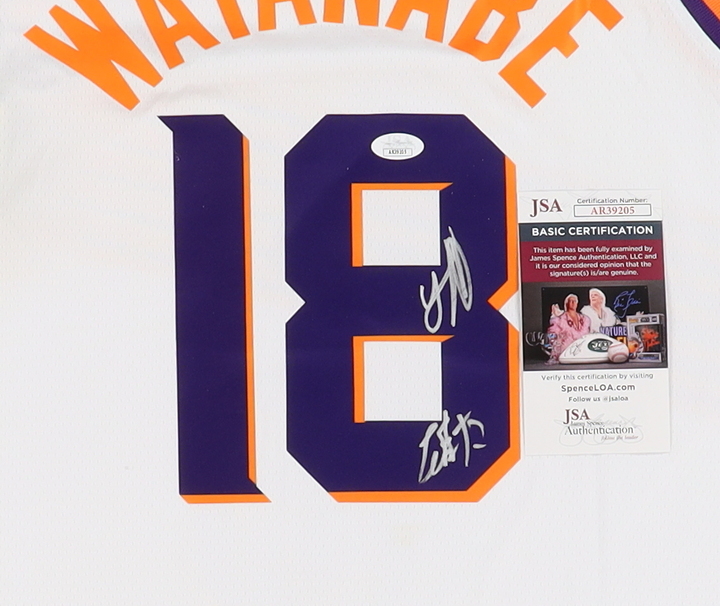 WATANABE
18
JSA
Certification Number:
AR39205
BASIC CERTIFICATION
This item has been fully examined by
James Spence Authentication, LLC and
it is our considered opinion that the
signature(s) is/are genuine.
NATURE
Verify this certification by visiting
SpenceLOA.com
Follow us @jsaloa
JSA
James Spence
Authentication